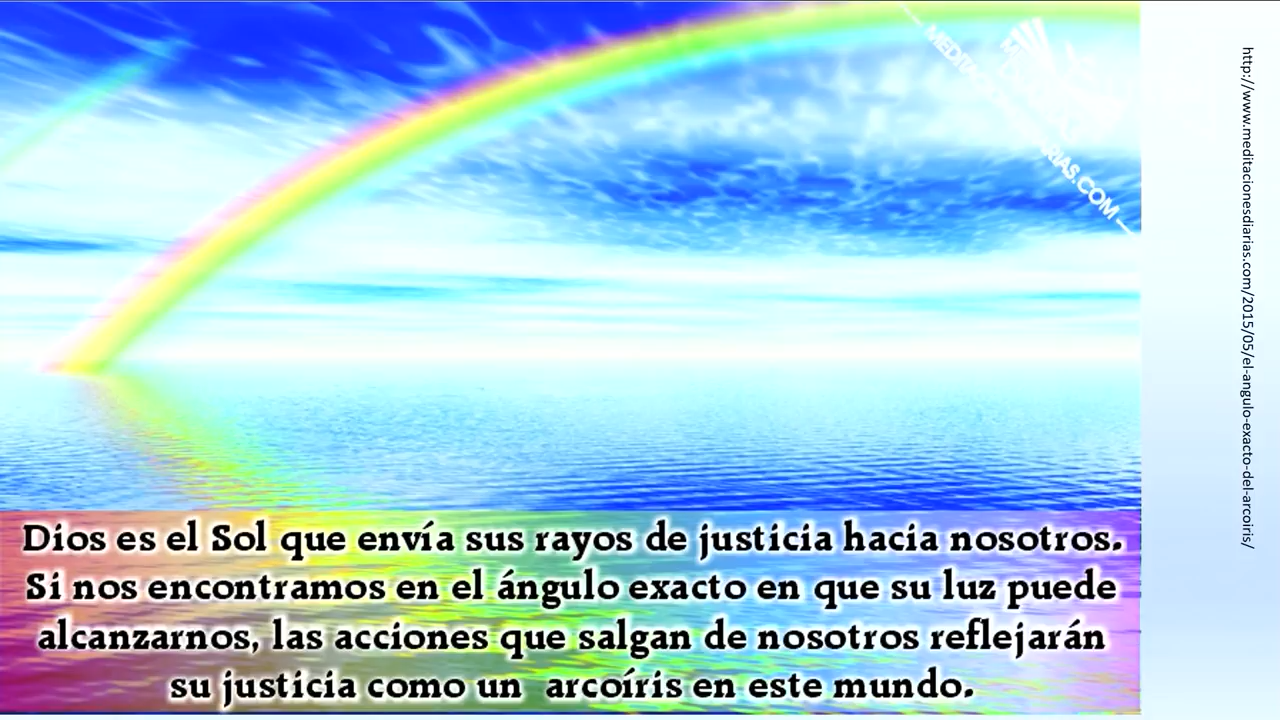 Dios es el Sol que envía sus rayos de justicia hacia nosotros.
Si nos encontramos en el ángulo exacto en que su luz puede
alcanzarnos, las acciones que salgan de nosotros reflejarán
su justicia como un arcoíris en este mundo.
http://www.meditacionesdiarias.com/2015/05/el-angulo-exacto-del-arcoiris/